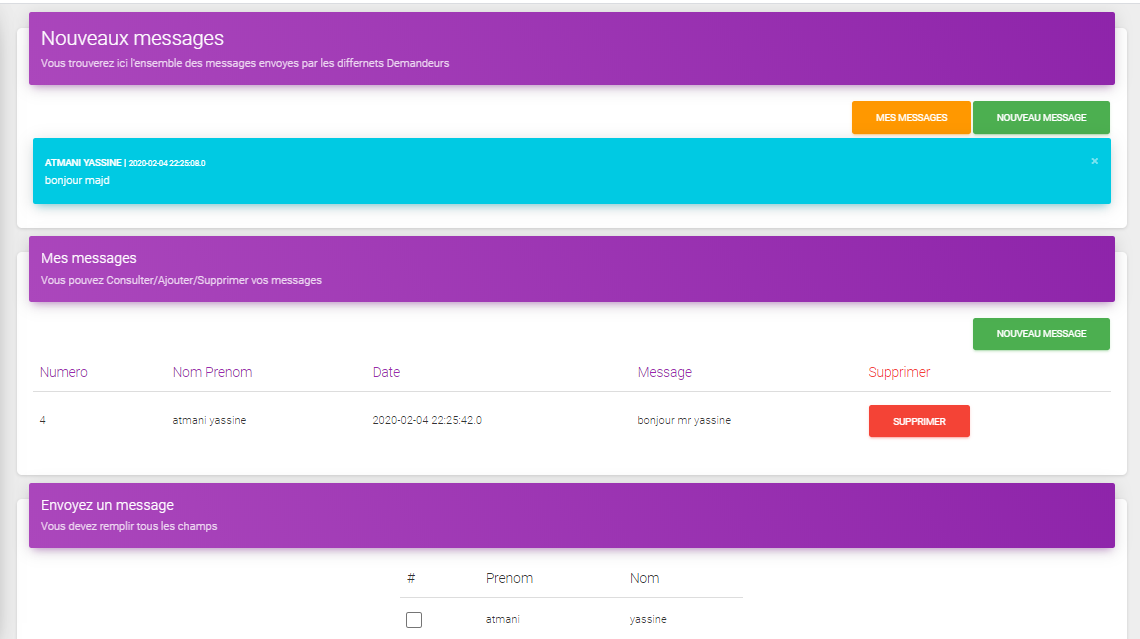 Nouveaux messages
Vous trouverez ici l'ensemble des messages envoyes par les differnets Demandeurs
MES MESSAGES NOUVEAU MESSAGE
ATMANI YASSINE | 2020-02-04 22:25:08.0 ×
bonjour majd
Mes messages
Vous pouvez Consulter/Ajouter/Supprimer vos messages
NOUVEAU MESSAGE
Numero Nom Prenom Date Message Supprimer
4 atmani yassine 2020-02-04 22:25:42.0 bonjour mr yassine SUPPRIMER
Envoyez un message
Vous devez remplir tous les champs
# Prenom Nom
atmani yassine